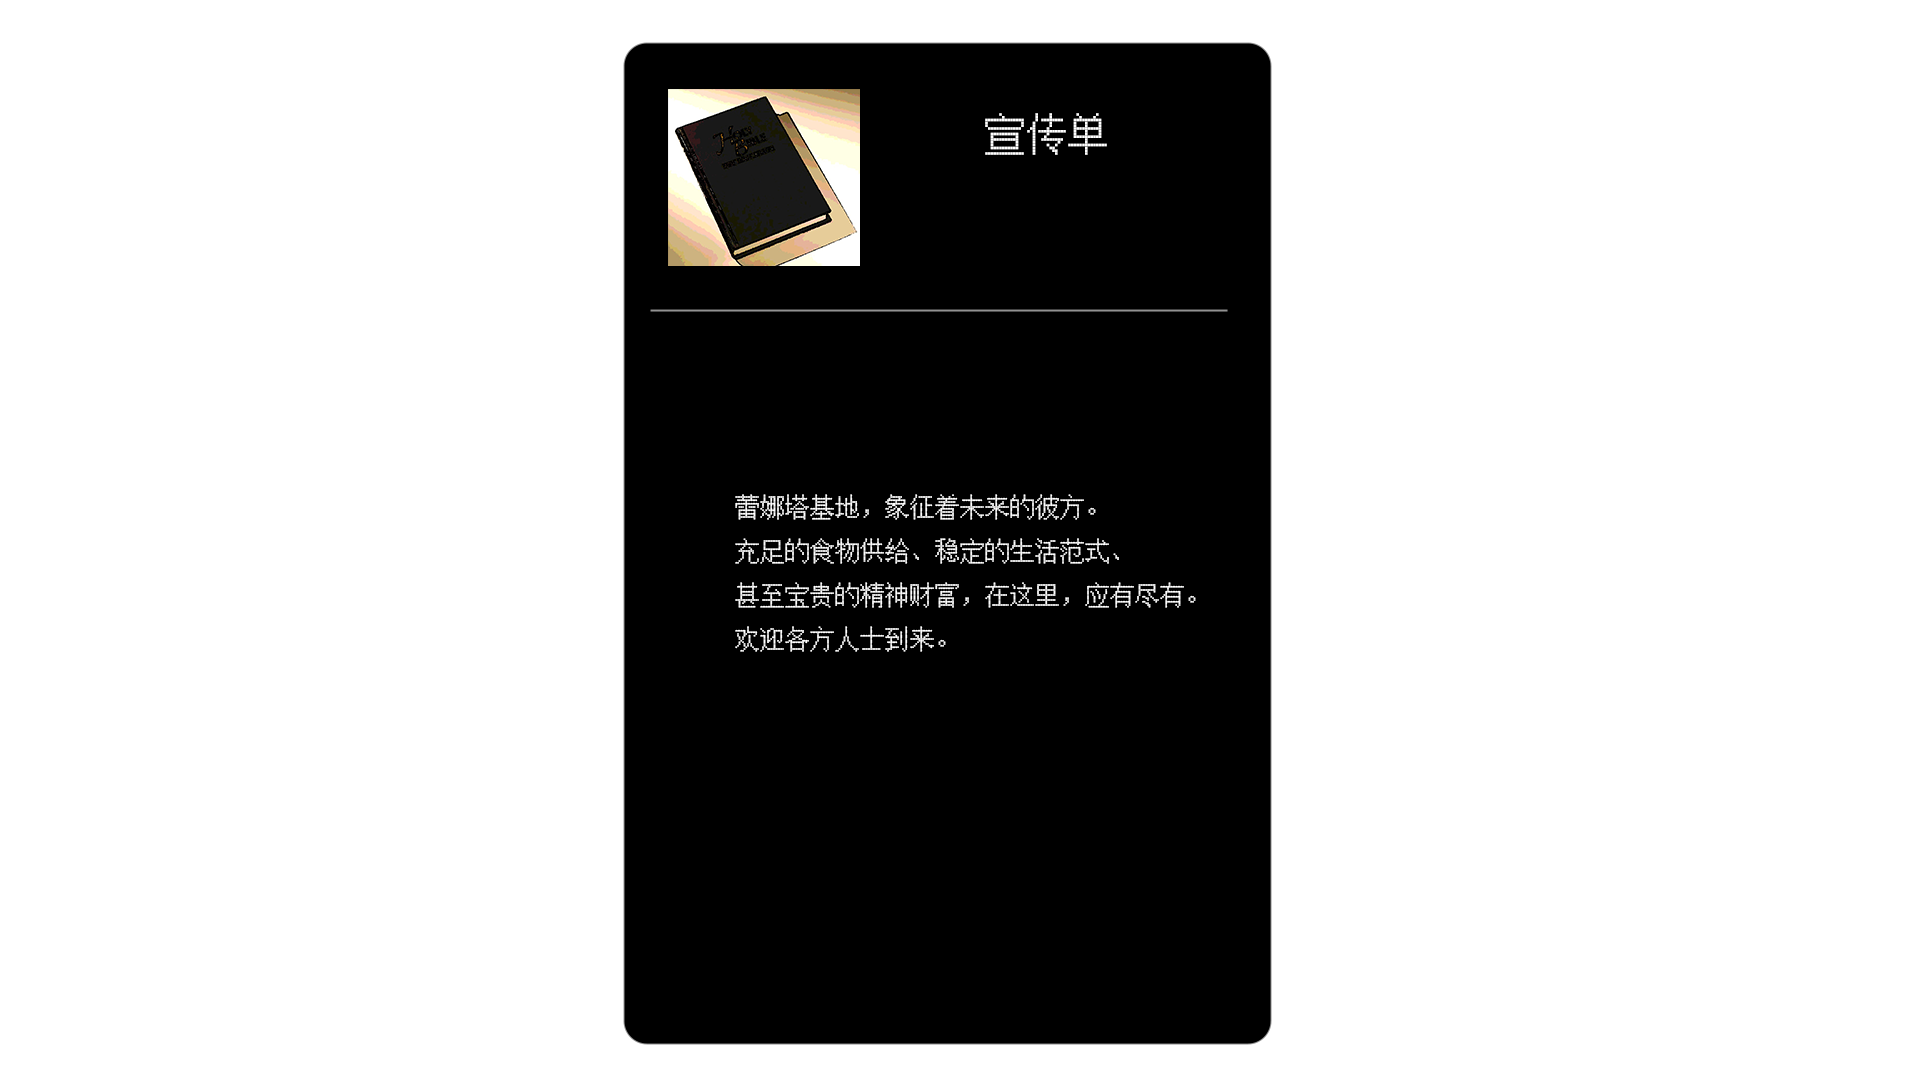 HOLY
BIBLE
宣传单
蕾娜塔基地，象征着未来的彼方。
充足的食物供给、稳定的生活范式、
甚至宝贵的精神财富，在这里，应有尽有。
欢迎各方人士到来。